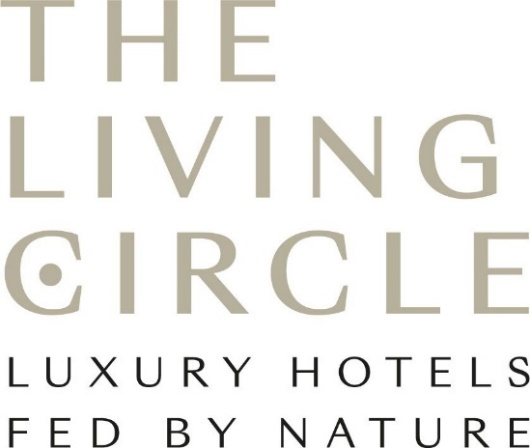 THE
LIVING
CIRCLE
LUXURY HOTELS
FED BY NATURE